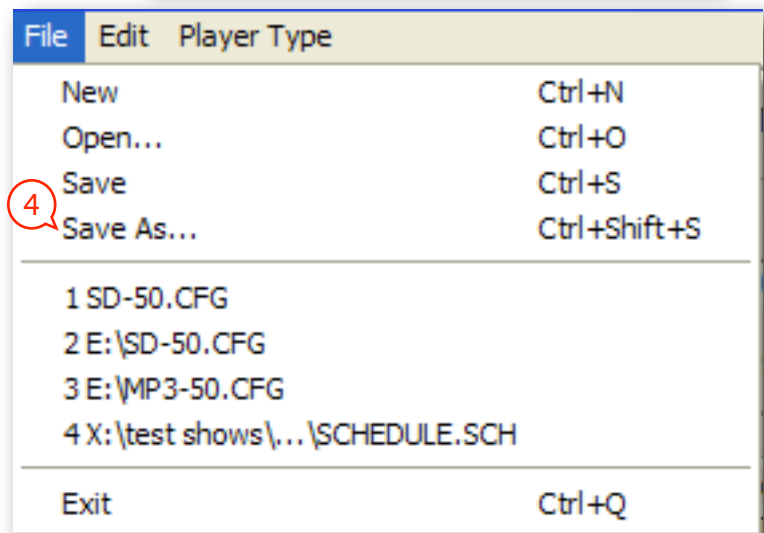 File Edit Player Type
New Ctrl+N
Open... Ctrl+O
Save Ctrl+S
4
Save As... Ctrl+Shift+S
1 SD-50.CFG
2 E:\SD-50.CFG
3 E:\MP3-50.CFG
4 X:\test shows\...\SCHEDULE.SCH
Exit Ctrl+Q